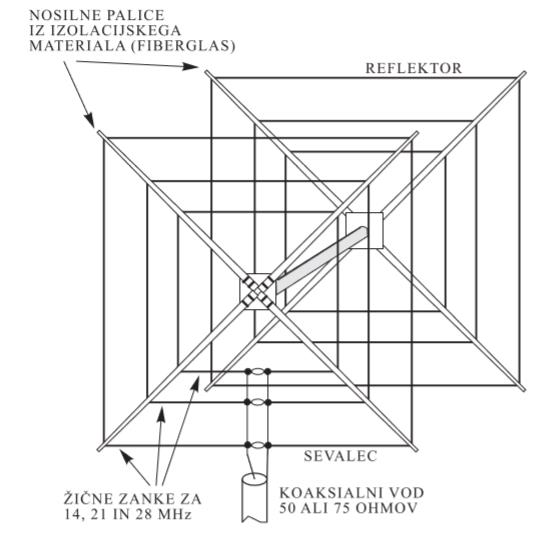 NOSILNE PALICE
IZ IZOLACIJSKEGA
MATERIALA (FIBERGLAS)
REFLEKTOR
SEVALEC
ŽIČNE ZANKE ZA
14, 21 IN 28 MHz
KOAKSIALNI VOD
50 ALI 75 OHMOV